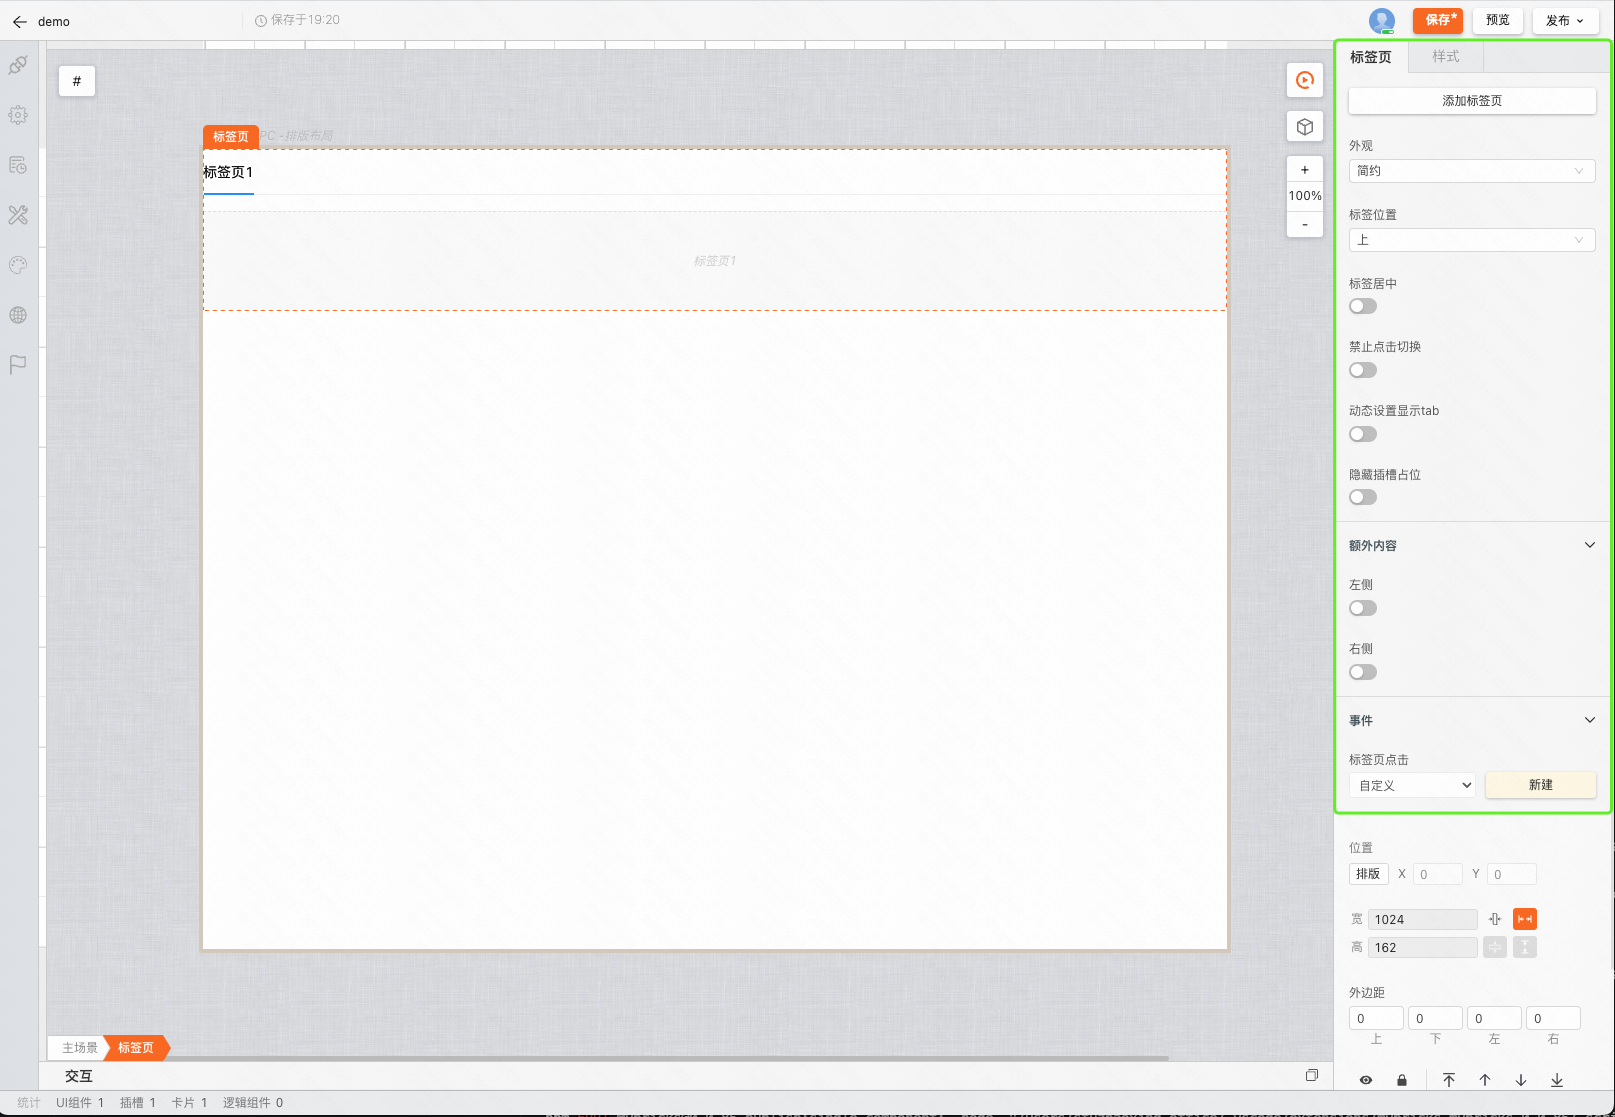 demo
保存于19:20
保存*
预览
发布
#
标签页
PC -排版布局
标签页1
标签页1
+
100%
-
标签页
样式
添加标签页
外观
简约
标签位置
上
标签居中
禁止点击切换
动态设置显示tab
隐藏插槽占位
额外内容
左侧
右侧
事件
标签页点击
自定义
新建
位置
排版 X 0 Y 0
宽 1024
高 162
外边距
0 0 0 0
上 下 左 右
主场景
标签页
交互
统计 UI组件 1 插槽 1 卡片 1 逻辑组件 0